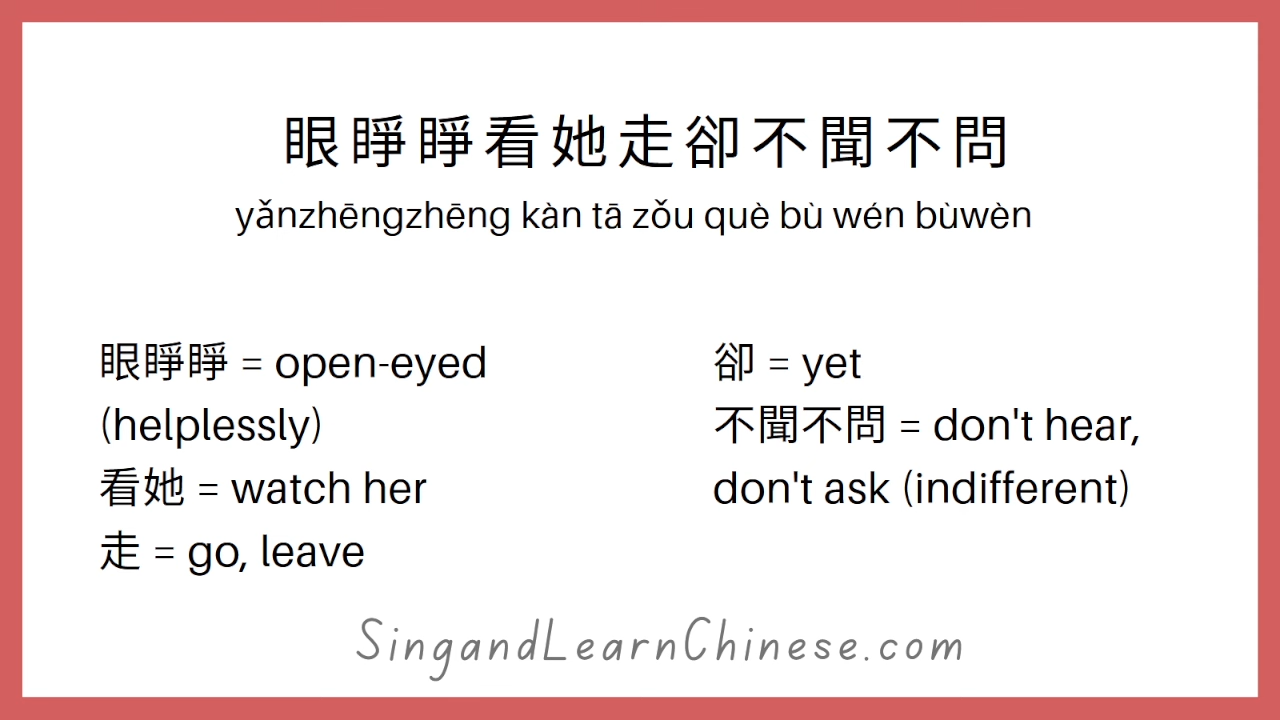 眼睜睜看她走卻不聞不問
yǎnzhēngzhēng kàn tā zǒu què bù wén bùwèn
眼睜睜 = open-eyed
(helplessly)
看她 = watch her
走 = go, leave
卻 = yet
不聞不問 = don't hear,
don't ask (indifferent)
SingandLearnChinese.com